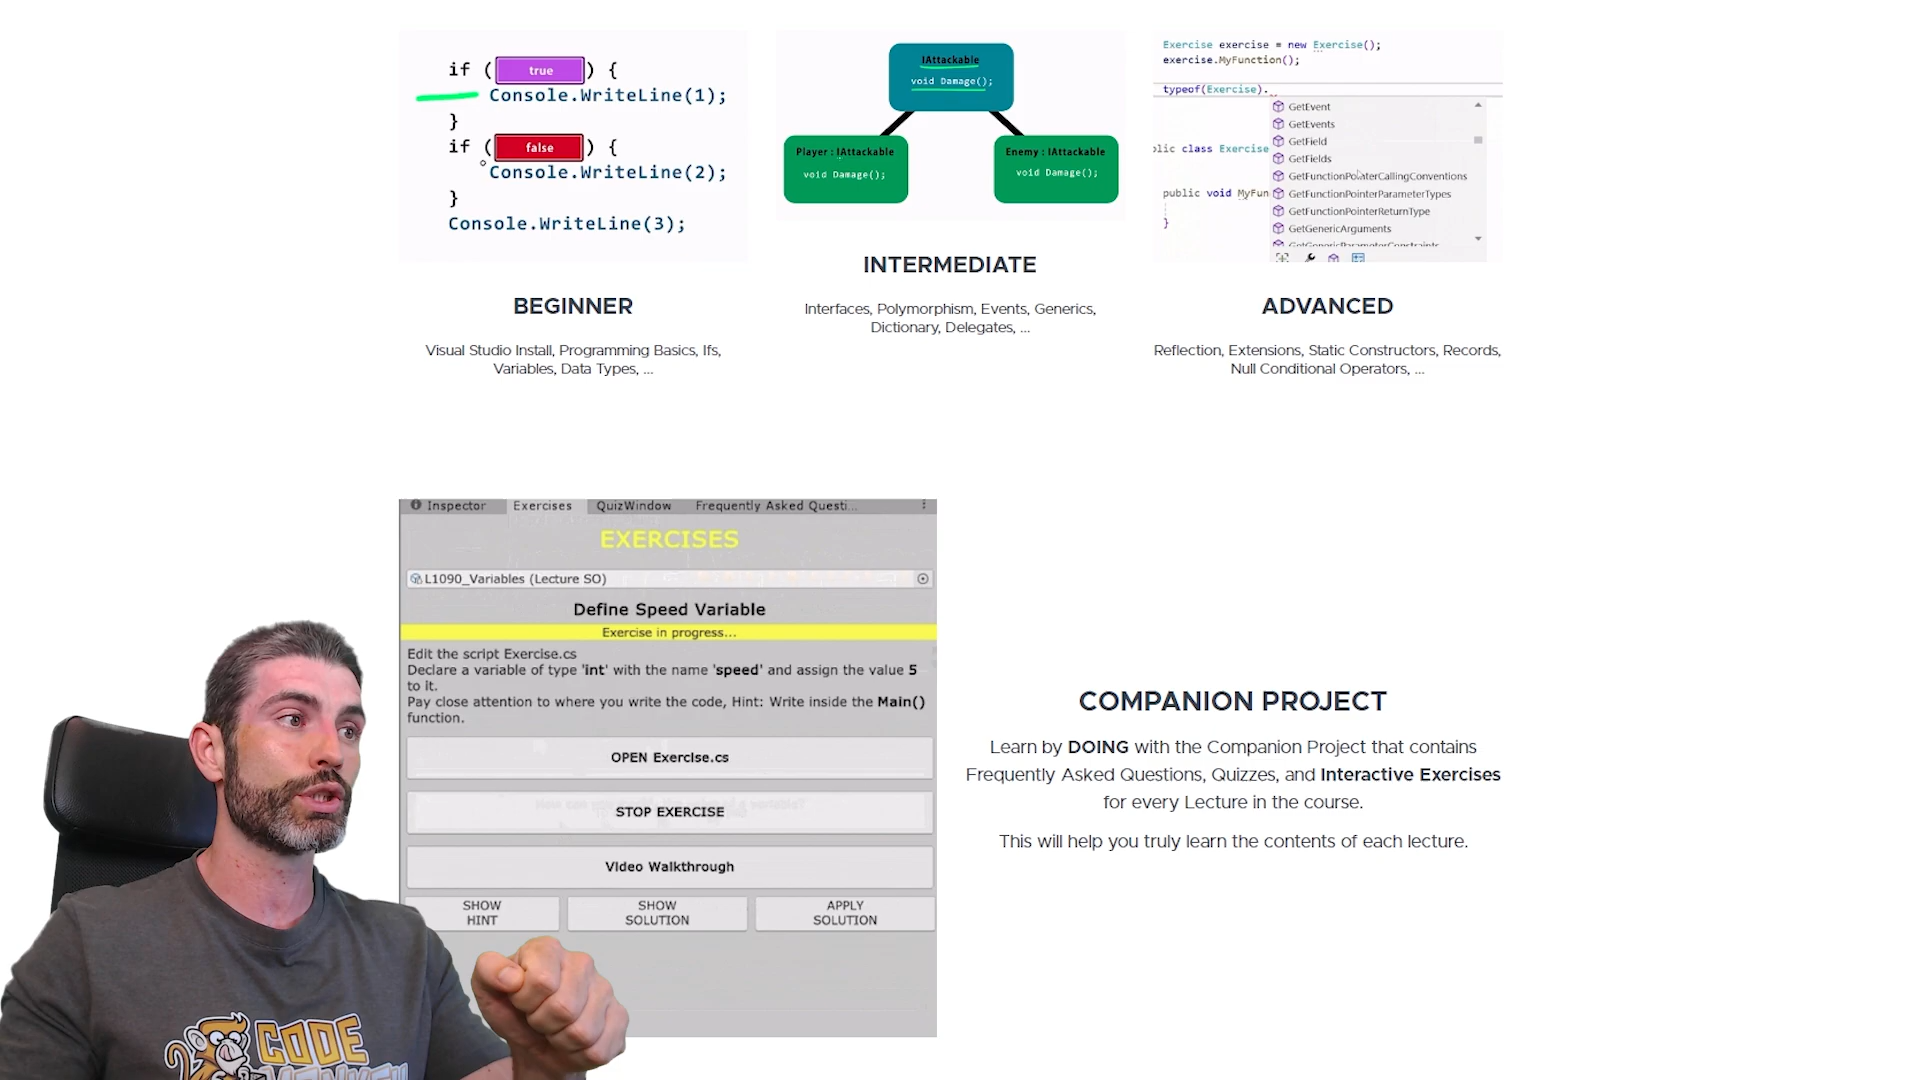 if (true) {
Console.WriteLine(1);
}
if (false) {
Console.WriteLine(2);
}
Console.WriteLine(3);
BEGINNER
Visual Studio Install, Programming Basics, Ifs,
Variables, Data Types, ...
IAttackable
void Damage();
Player : IAttackable
void Damage();
Enemy : IAttackable
void Damage();
INTERMEDIATE
Interfaces, Polymorphism, Events, Generics,
Dictionary, Delegates, ...
Exercise exercise = new Exercise();
exercise.MyFunction();
typeof(Exercise).
GetEvent
GetEvents
GetField
GetFields
GetFunctionPointerCallingConventions
GetFunctionPointerParameterTypes
GetFunctionPointerReturnType
GetGenericArguments
GetGenericParameterConstraints
class Exercise
public void MyFun
}
ADVANCED
Reflection, Extensions, Static Constructors, Records,
Null Conditional Operators, ...
Inspector Exercises QuizWindow Frequently Asked Questi...
EXERCISES
L1090_Variables (Lecture SO)
Define Speed Variable
Exercise in progress...
Edit the script Exercise.cs
Declare a variable of type 'int' with the name 'speed' and assign the value 5
to it.
Pay close attention to where you write the code, Hint: Write inside the Main()
function.
OPEN Exercise.cs
STOP EXERCISE
Video Walkthrough
SHOW
HINT
SHOW
SOLUTION
APPLY
SOLUTION
COMPANION PROJECT
Learn by DOING with the Companion Project that contains
Frequently Asked Questions, Quizzes, and Interactive Exercises
for every Lecture in the course.
This will help you truly learn the contents of each lecture.
CODE
MONKEY